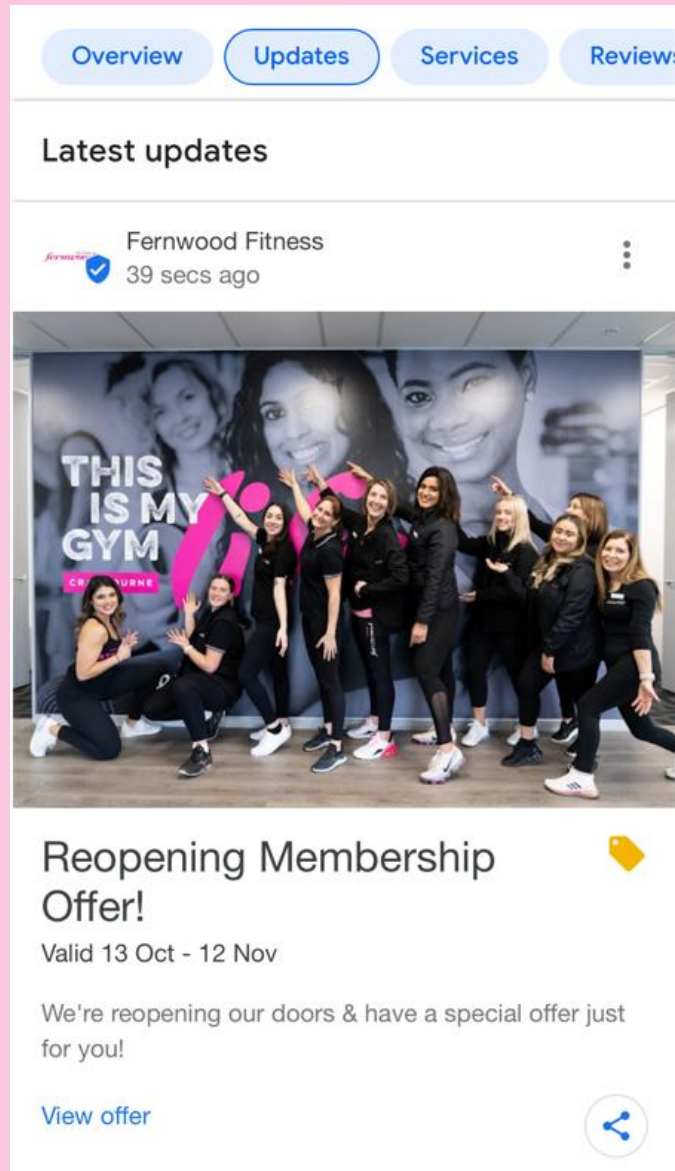 Overview Updates Services Reviews
Latest updates
Fernwood Fitness
39 secs ago
THIS
IS MY
GYM
Reopening Membership
Offer!
Valid 13 Oct - 12 Nov
We're reopening our doors & have a special offer just
for you!
View offer